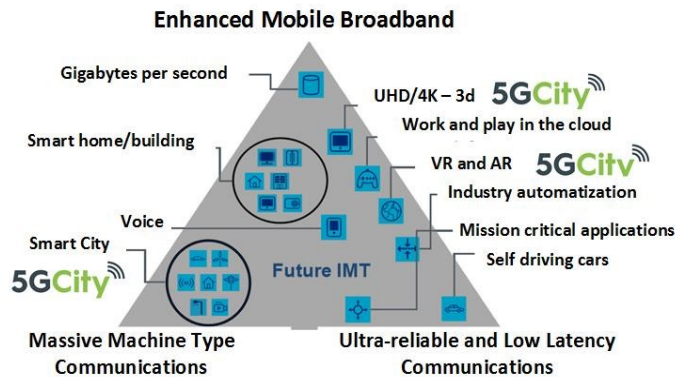 Enhanced Mobile Broadband
Gigabytes per second
UHD/4K – 3d 5GCity
Work and play in the cloud
Smart home/building
VR and AR 5GCity
Industry automatization
Voice
Mission critical applications
Smart City
Self driving cars
5GCity
Future IMT
Massive Machine Type
Communications
Ultra-reliable and Low Latency
Communications